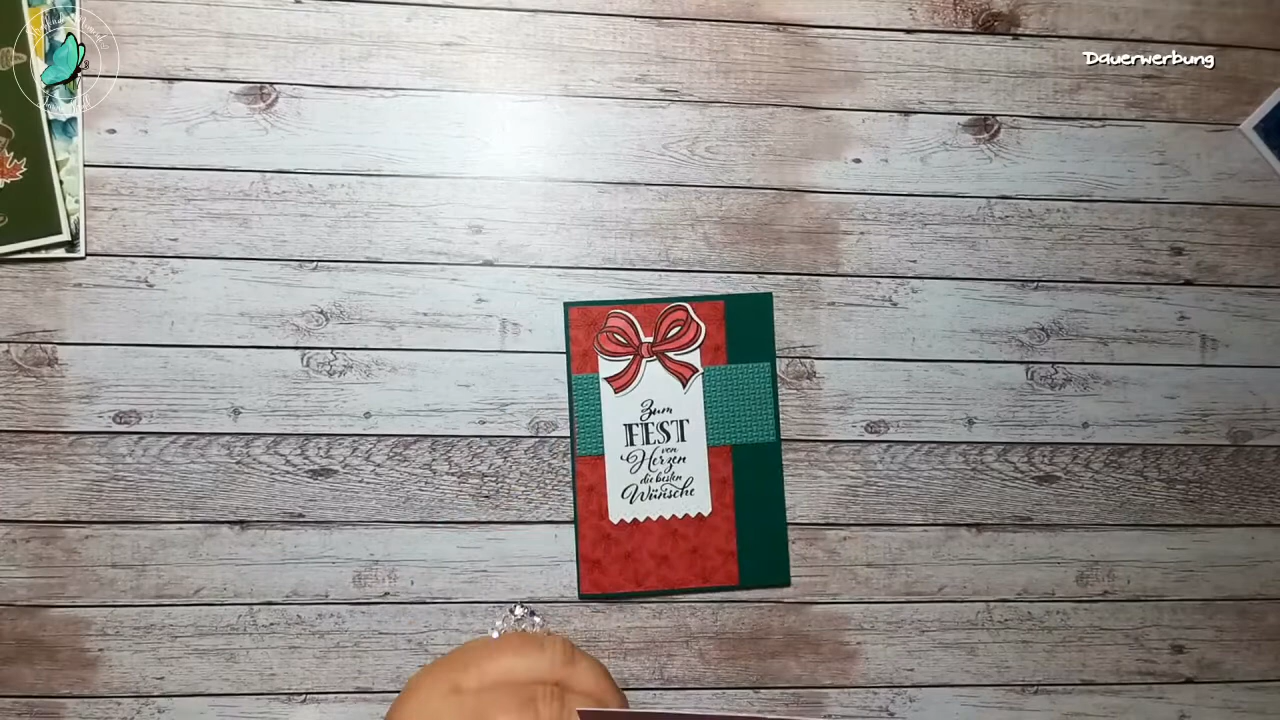 Dauerwerbung
Zum
FEST
von
Herzen
die besten
Wünsche